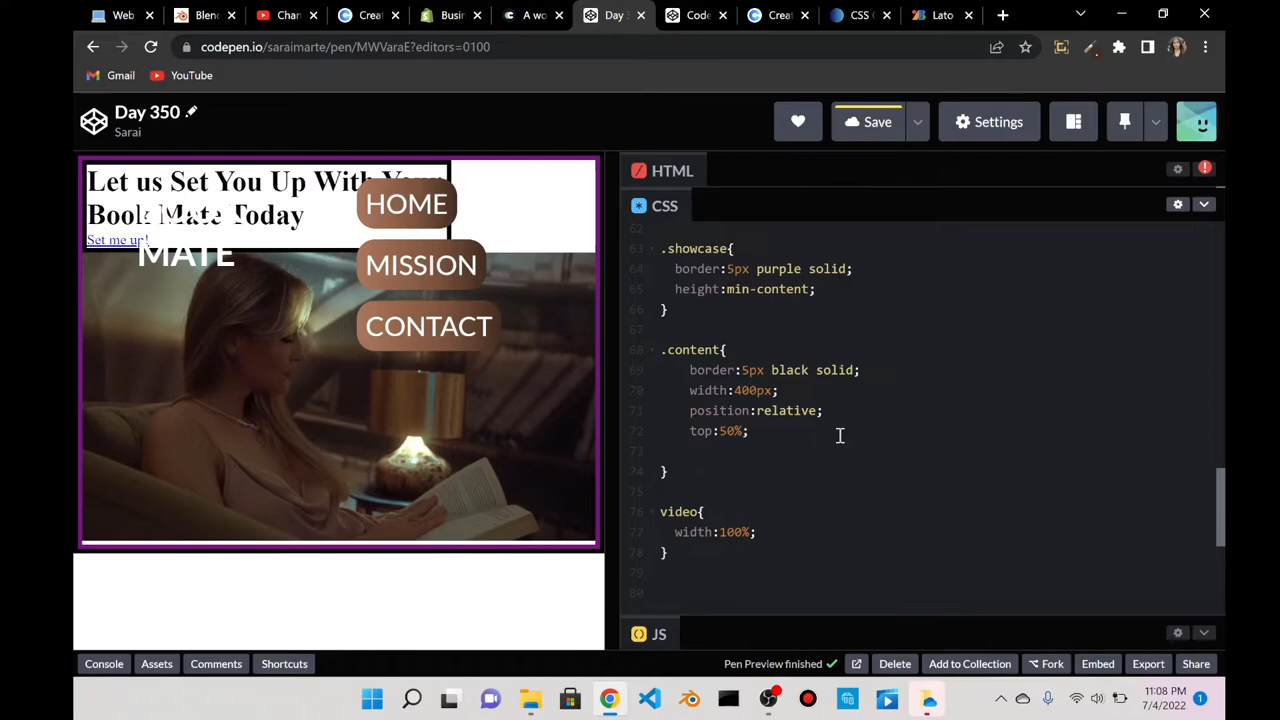 Web
Blenc
Chan
Creat
Busin
A wo
Day 3
Code
Creat
CSS G
Lato
codepen.io/saraimarte/pen/MWVaraE?editors=0100
Gmail
YouTube
Day 350
Sarai
Save
Settings
Let us Set You Up With
Book Mate Today
Set me up!
MATE
HOME
MISSION
CONTACT
HTML
CSS
62
63 .showcase{
64 border:5px purple solid;
65 height:min-content;
66 }
67
68 .content{
69 border:5px black solid;
70 width:400px;
71 position:relative;
72 top:50%;
73
74 }
75
76 video{
77 width:100%;
78 }
79
80
JS
Console
Assets
Comments
Shortcuts
Pen Preview finished
Delete
Add to Collection
Fork
Embed
Export
Share
11:08 PM
7/4/2022
1